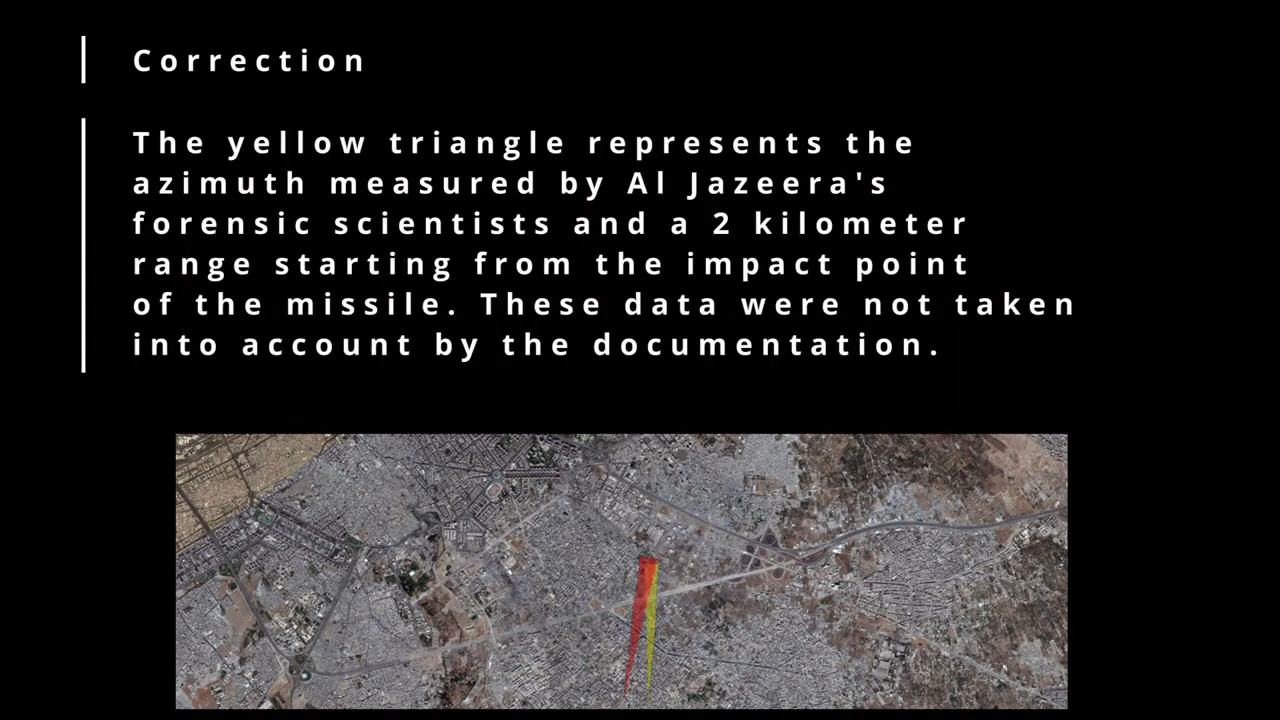 Correction
The yellow triangle represents the
azimuth measured by Al Jazeera's
forensic scientists and a 2 kilometer
range starting from the impact point
of the missile. These data were not taken
into account by the documentation.